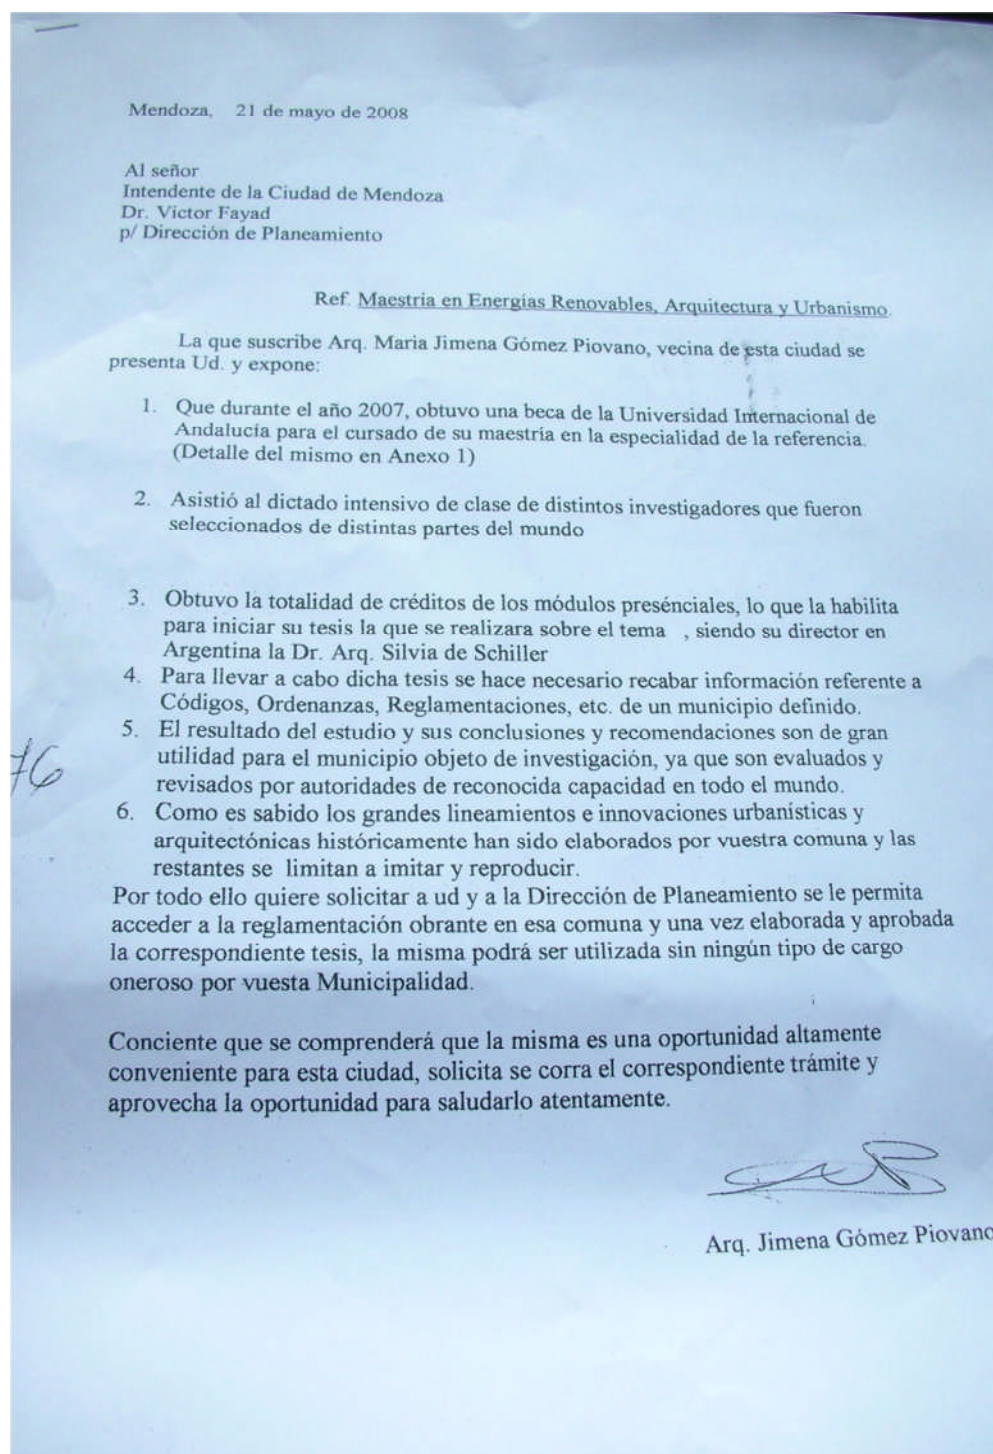 Mendoza, 21 de mayo de 2008
Al señor
Intendente de la Ciudad de Mendoza
Dr. Victor Fayad
p/ Dirección de Planeamiento
Ref. Maestria en Energías Renovables, Arquitectura y Urbanismo.
La que suscribe Arq. Maria Jimena Gómez Piovano, vecina de esta ciudad se
presenta Ud. y expone:
1. Que durante el año 2007, obtuvo una beca de la Universidad Internacional de
Andalucía para el cursado de su maestría en la especialidad de la referencia.
(Detalle del mismo en Anexo 1)
2. Asistió al dictado intensivo de clase de distintos investigadores que fueron
seleccionados de distintas partes del mundo
3. Obtuvo la totalidad de créditos de los módulos presénciales, lo que la habilita
para iniciar su tesis la que se realizara sobre el tema , siendo su director en
Argentina la Dr. Arq. Silvia de Schiller
4. Para llevar a cabo dicha tesis se hace necesario recabar información referente a
Códigos, Ordenanzas, Reglamentaciones, etc. de un municipio definido.
5. El resultado del estudio y sus conclusiones y recomendaciones son de gran
utilidad para el municipio objeto de investigación, ya que son evaluados y
76
revisados por autoridades de reconocida capacidad en todo el mundo.
6. Como es sabido los grandes lineamientos e innovaciones urbanísticas y
arquitectónicas históricamente han sido elaborados por vuestra comuna y las
restantes se limitan a imitar y reproducir.
Por todo ello quiere solicitar a ud y a la Dirección de Planeamiento se le permita
acceder a la reglamentación obrante en esa comuna y una vez elaborada y aprobada
la correspondiente tesis, la misma podrá ser utilizada sin ningún tipo de cargo
oneroso por vuesta Municipalidad.
Conciente que se comprenderá que la misma es una oportunidad altamente
conveniente para esta ciudad, solicita se corra el correspondiente trámite y
aprovecha la oportunidad para saludarlo atentamente.
Arq. Jimena Gómez Piovano